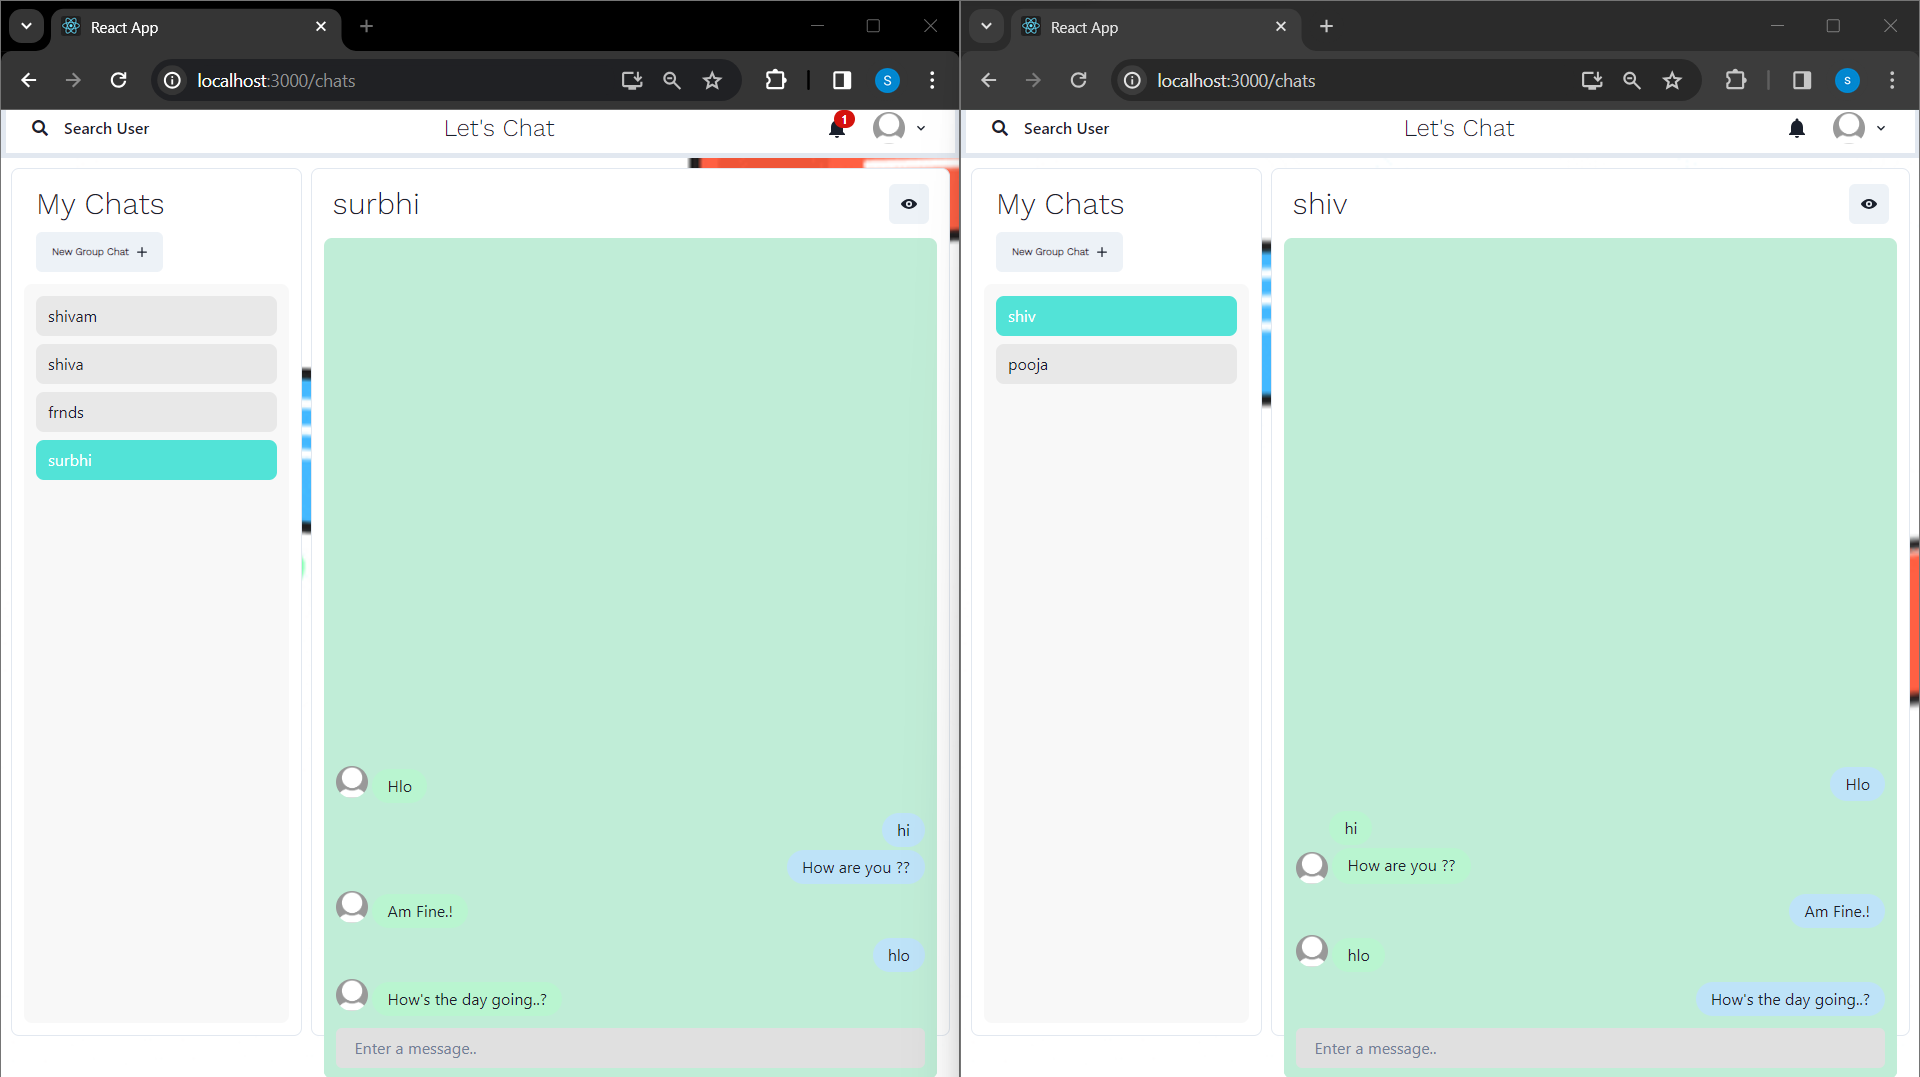 React App
localhost:3000/chats
S
Search User
Let's Chat
1
My Chats
New Group Chat
shivam
shiva
frnds
surbhi
surbhi
Hlo
hi
How are you ??
Am Fine.!
hlo
How's the day going..?
Enter a message..
React App
localhost:3000/chats
S
Search User
Let's Chat
My Chats
New Group Chat
shiv
pooja
shiv
Hlo
hi
How are you ??
Am Fine.!
hlo
How's the day going..?
Enter a message..